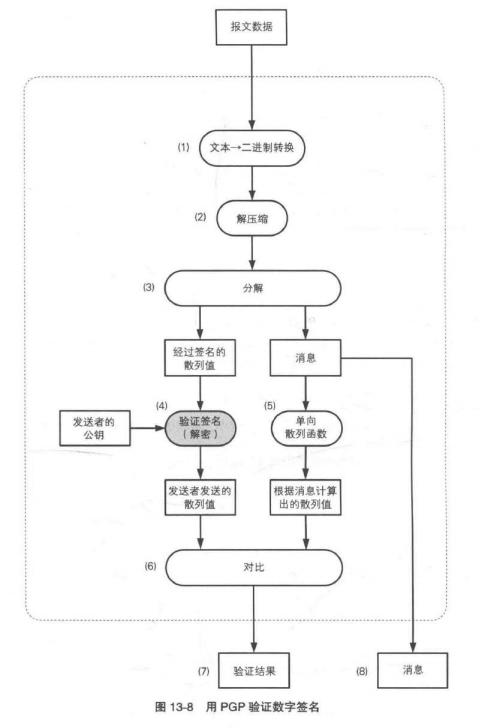 报文数据
(1) 文本→二进制转换
(2) 解压缩
(3) 分解
经过签名的
散列值
消息
(4) 验证签名
（解密）
发送者的
公钥
(5) 单向
散列函数
发送者发送的
散列值
根据消息计算
出的散列值
(6) 对比
(7) 验证结果
(8) 消息
图 13-8 用 PGP 验证数字签名